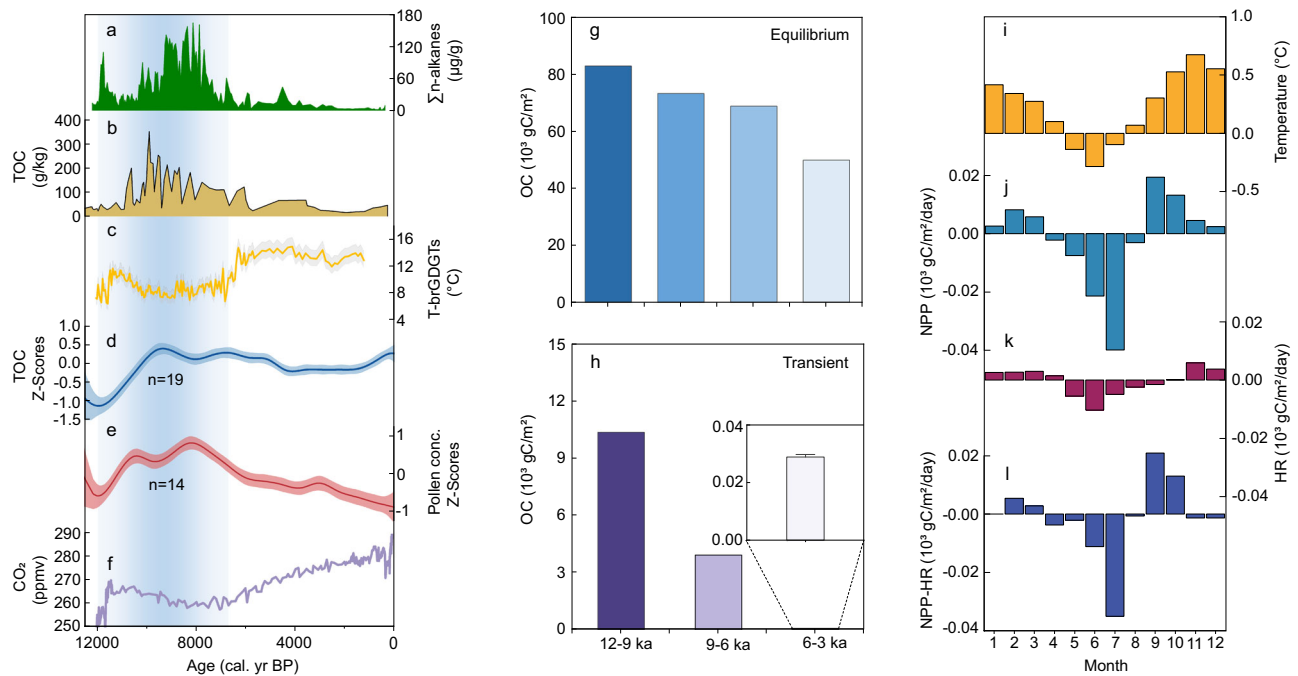 a
180
120
60
0
∑n-alkanes
(µg/g)
b
400
300
200
100
0
TOC
(g/kg)
c
16
12
8
4
T-brGDGTs
(°C)
d
1.0
0.5
0.0
-0.5
-1.0
-1.5
TOC
Z-Scores
n=19
e
1
0
-1
Pollen conc.
Z-Scores
n=14
f
290
280
270
260
250
CO₂
(ppmv)
12000
8000
4000
0
Age (cal. yr BP)
g
Equilibrium
100
80
60
40
20
0
OC (10³ gC/m²)
h
Transient
15
12
9
6
3
0
OC (10³ gC/m²)
0.04
0.02
0.00
12-9 ka
9-6 ka
6-3 ka
i
1.0
0.5
0.0
-0.5
Temperature (°C)
j
0.02
0.00
-0.02
-0.04
NPP (10³ gC/m²/day)
k
0.02
0.00
-0.02
-0.04
HR (10³ gC/m²/day)
l
0.02
-0.00
-0.02
-0.04
NPP-HR (10³ gC/m²/day)
1 2 3 4 5 6 7 8 9 10 11 12
Month